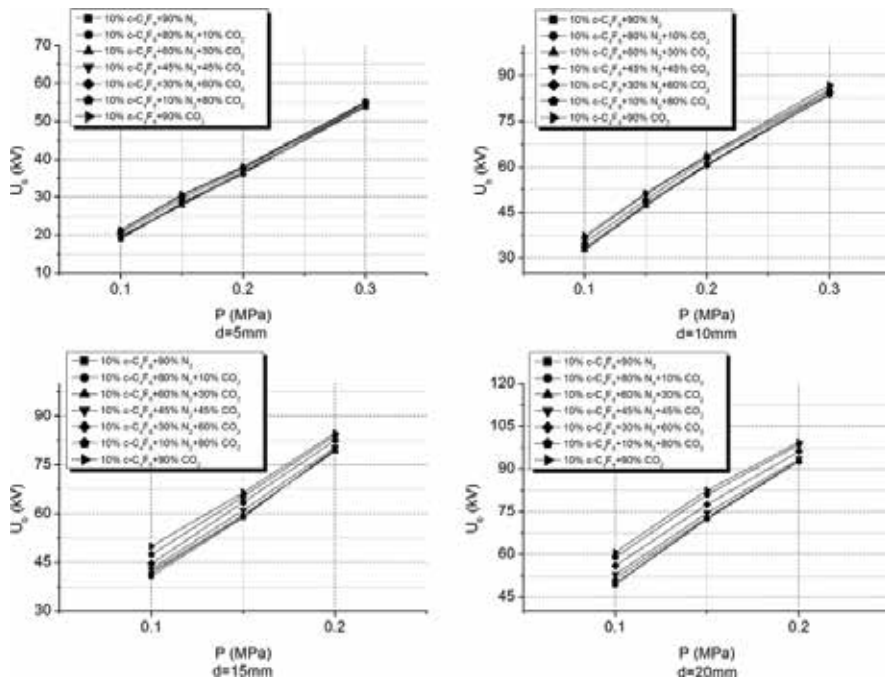 10% c-C₄F₈+90% N₂
10% c-C₄F₈+80% N₂+10% CO₂
10% c-C₄F₈+60% N₂+30% CO₂
10% c-C₄F₈+45% N₂+45% CO₂
10% c-C₄F₈+30% N₂+60% CO₂
10% c-C₄F₈+10% N₂+80% CO₂
10% c-C₄F₈+90% CO₂
70
60
50
40
30
20
10
U_b (kV)
0.1 0.2 0.3
P (MPa)
d=5mm
10% c-C₄F₈+90% N₂
10% c-C₄F₈+80% N₂+10% CO₂
10% c-C₄F₈+60% N₂+30% CO₂
10% c-C₄F₈+45% N₂+45% CO₂
10% c-C₄F₈+30% N₂+60% CO₂
10% c-C₄F₈+10% N₂+80% CO₂
10% c-C₄F₈+90% CO₂
90
75
60
45
30
U_b (kV)
0.1 0.2 0.3
P (MPa)
d=10mm
10% c-C₄F₈+90% N₂
10% c-C₄F₈+80% N₂+10% CO₂
10% c-C₄F₈+60% N₂+30% CO₂
10% c-C₄F₈+45% N₂+45% CO₂
10% c-C₄F₈+30% N₂+60% CO₂
10% c-C₄F₈+10% N₂+80% CO₂
10% c-C₄F₈+90% CO₂
90
75
60
45
30
U_b (kV)
0.1 0.2
P (MPa)
d=15mm
10% c-C₄F₈+90% N₂
10% c-C₄F₈+80% N₂+10% CO₂
10% c-C₄F₈+60% N₂+30% CO₂
10% c-C₄F₈+45% N₂+45% CO₂
10% c-C₄F₈+30% N₂+60% CO₂
10% c-C₄F₈+10% N₂+80% CO₂
10% c-C₄F₈+90% CO₂
120
105
90
75
60
45
U_b (kV)
0.1 0.2
P (MPa)
d=20mm